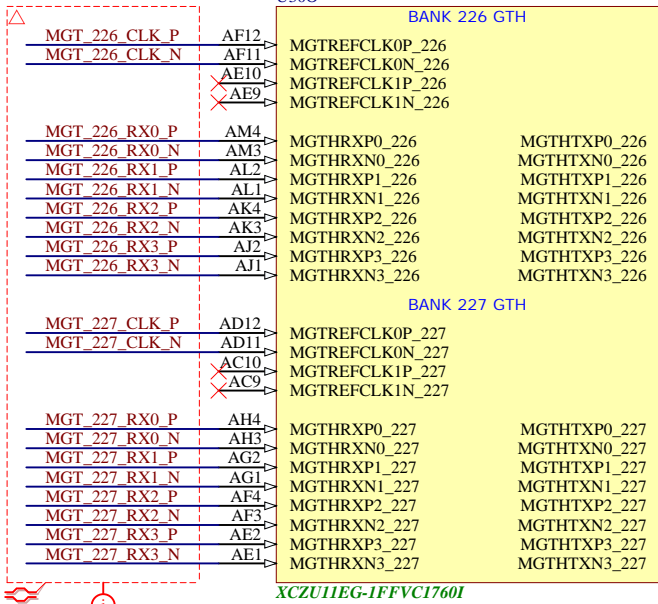 BANK 226 GTH
MGT_226_CLK_P AF12 MGTREFCLK0P_226
MGT_226_CLK_N AF11 MGTREFCLK0N_226
AE10 MGTREFCLK1P_226
AE9 MGTREFCLK1N_226
MGT_226_RX0_P AM4 MGTHRXP0_226 MGTHTXP0_226
MGT_226_RX0_N AM3 MGTHRXN0_226 MGTHTXN0_226
MGT_226_RX1_P AL2 MGTHRXP1_226 MGTHTXP1_226
MGT_226_RX1_N AL1 MGTHRXN1_226 MGTHTXN1_226
MGT_226_RX2_P AK4 MGTHRXP2_226 MGTHTXP2_226
MGT_226_RX2_N AK3 MGTHRXN2_226 MGTHTXN2_226
MGT_226_RX3_P AJ2 MGTHRXP3_226 MGTHTXP3_226
MGT_226_RX3_N AJ1 MGTHRXN3_226 MGTHTXN3_226
BANK 227 GTH
MGT_227_CLK_P AD12 MGTREFCLK0P_227
MGT_227_CLK_N AD11 MGTREFCLK0N_227
AC10 MGTREFCLK1P_227
AC9 MGTREFCLK1N_227
MGT_227_RX0_P AH4 MGTHRXP0_227 MGTHTXP0_227
MGT_227_RX0_N AH3 MGTHRXN0_227 MGTHTXN0_227
MGT_227_RX1_P AG2 MGTHRXP1_227 MGTHTXP1_227
MGT_227_RX1_N AG1 MGTHRXN1_227 MGTHTXN1_227
MGT_227_RX2_P AF4 MGTHRXP2_227 MGTHTXP2_227
MGT_227_RX2_N AF3 MGTHRXN2_227 MGTHTXN2_227
MGT_227_RX3_P AE2 MGTHRXP3_227 MGTHTXP3_227
MGT_227_RX3_N AE1 MGTHRXN3_227 MGTHTXN3_227
XCZU11EG-1FFVC1760I